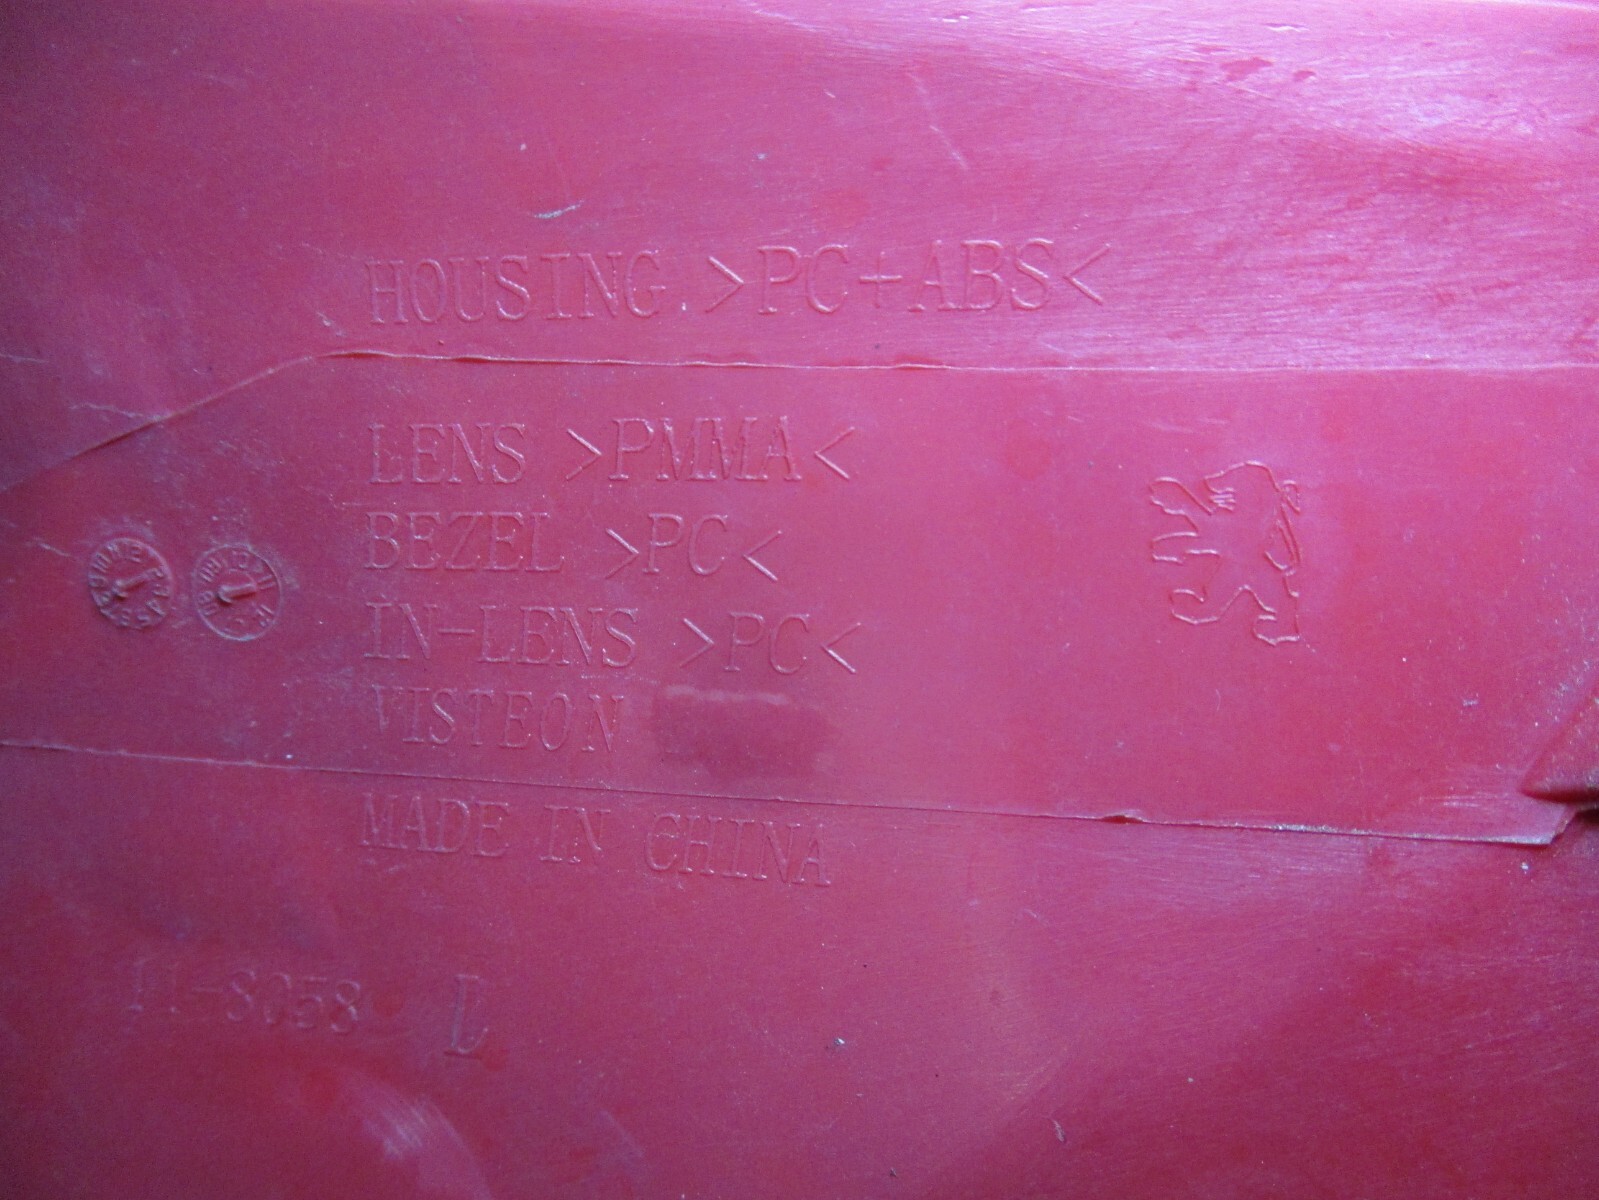 HOUSING >PC+ABS<
LENS >PMMA<
BEZEL >PC<
IN-LENS >PC<
VISTEON
MADE IN CHINA
11-8058 L